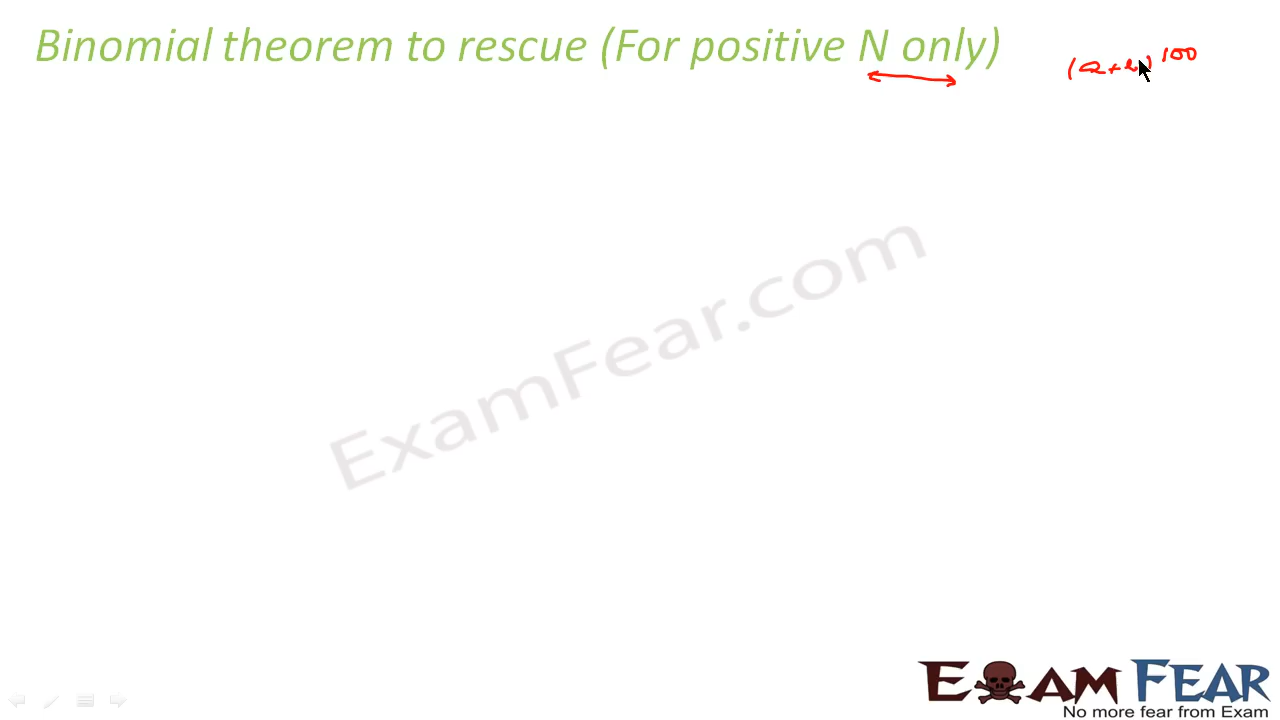 Binomial theorem to rescue (For positive N only)
(a+b)100
ExamFear.com
EXAM FEAR
No more fear from Exam